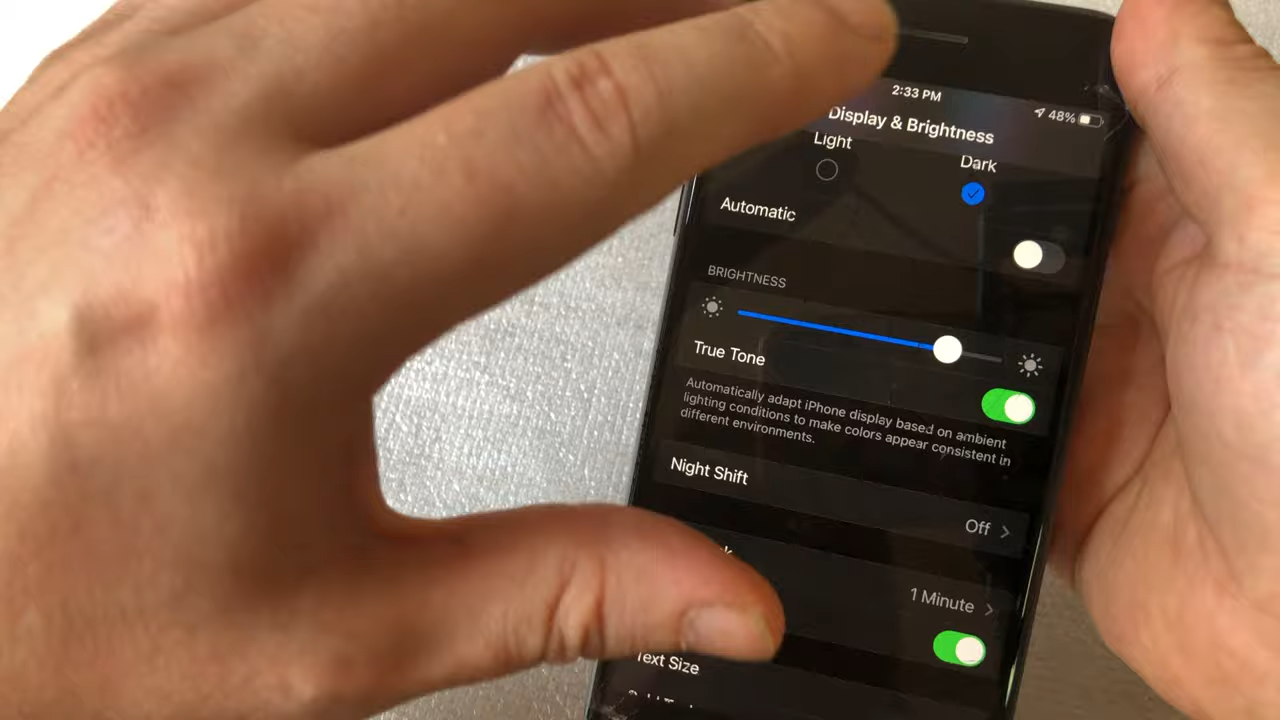 2:33 PM
48%
Display & Brightness
Light
Dark
Automatic
BRIGHTNESS
True Tone
Automatically adapt iPhone display based on ambient
lighting conditions to make colors appear consistent in
different environments.
Night Shift
Off
1 Minute
Text Size